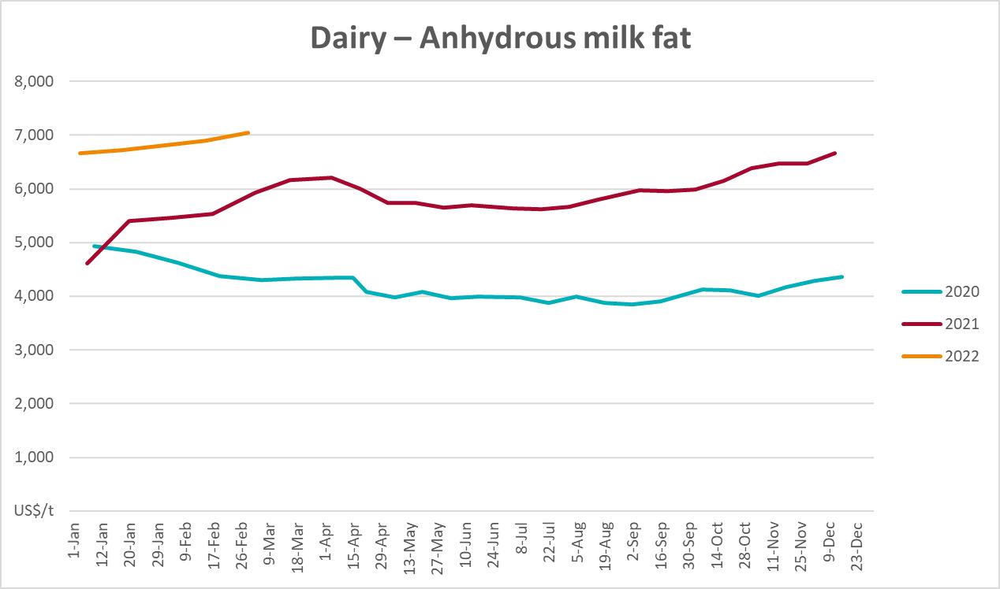 Dairy – Anhydrous milk fat
8,000
7,000
6,000
5,000
4,000
3,000
2,000
1,000
US$/t
1-Jan
12-Jan
20-Jan
29-Jan
9-Feb
17-Feb
26-Feb
9-Mar
18-Mar
1-Apr
15-Apr
29-Apr
13-May
27-May
10-Jun
24-Jun
8-Jul
22-Jul
5-Aug
19-Aug
2-Sep
16-Sep
30-Sep
14-Oct
28-Oct
11-Nov
25-Nov
9-Dec
23-Dec
2020
2021
2022